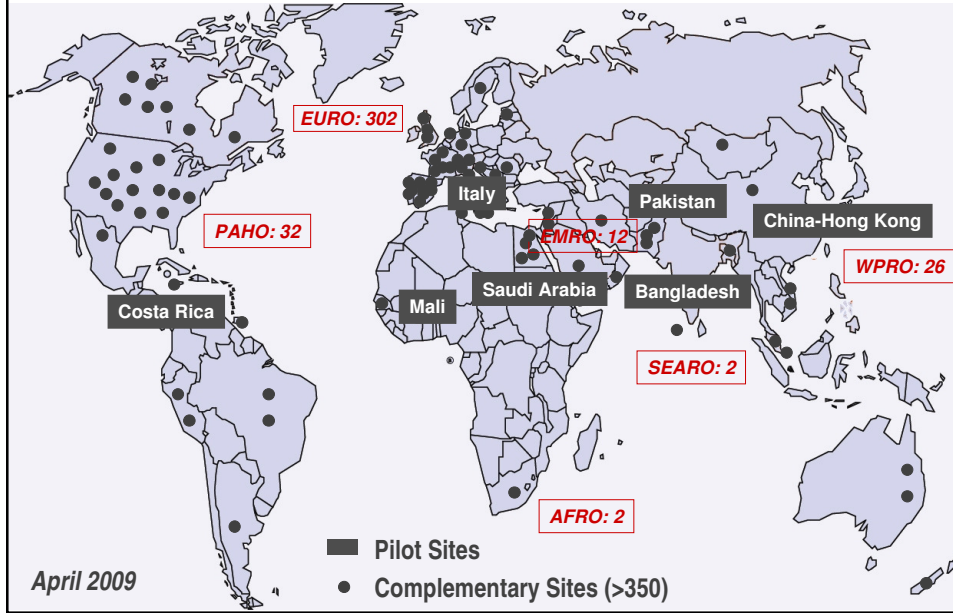 EURO: 302
Italy
Pakistan
China-Hong Kong
PAHO: 32
EMRO: 12
WPRO: 26
Costa Rica
Mali
Saudi Arabia
Bangladesh
SEARO: 2
AFRO: 2
Pilot Sites
April 2009
Complementary Sites (>350)